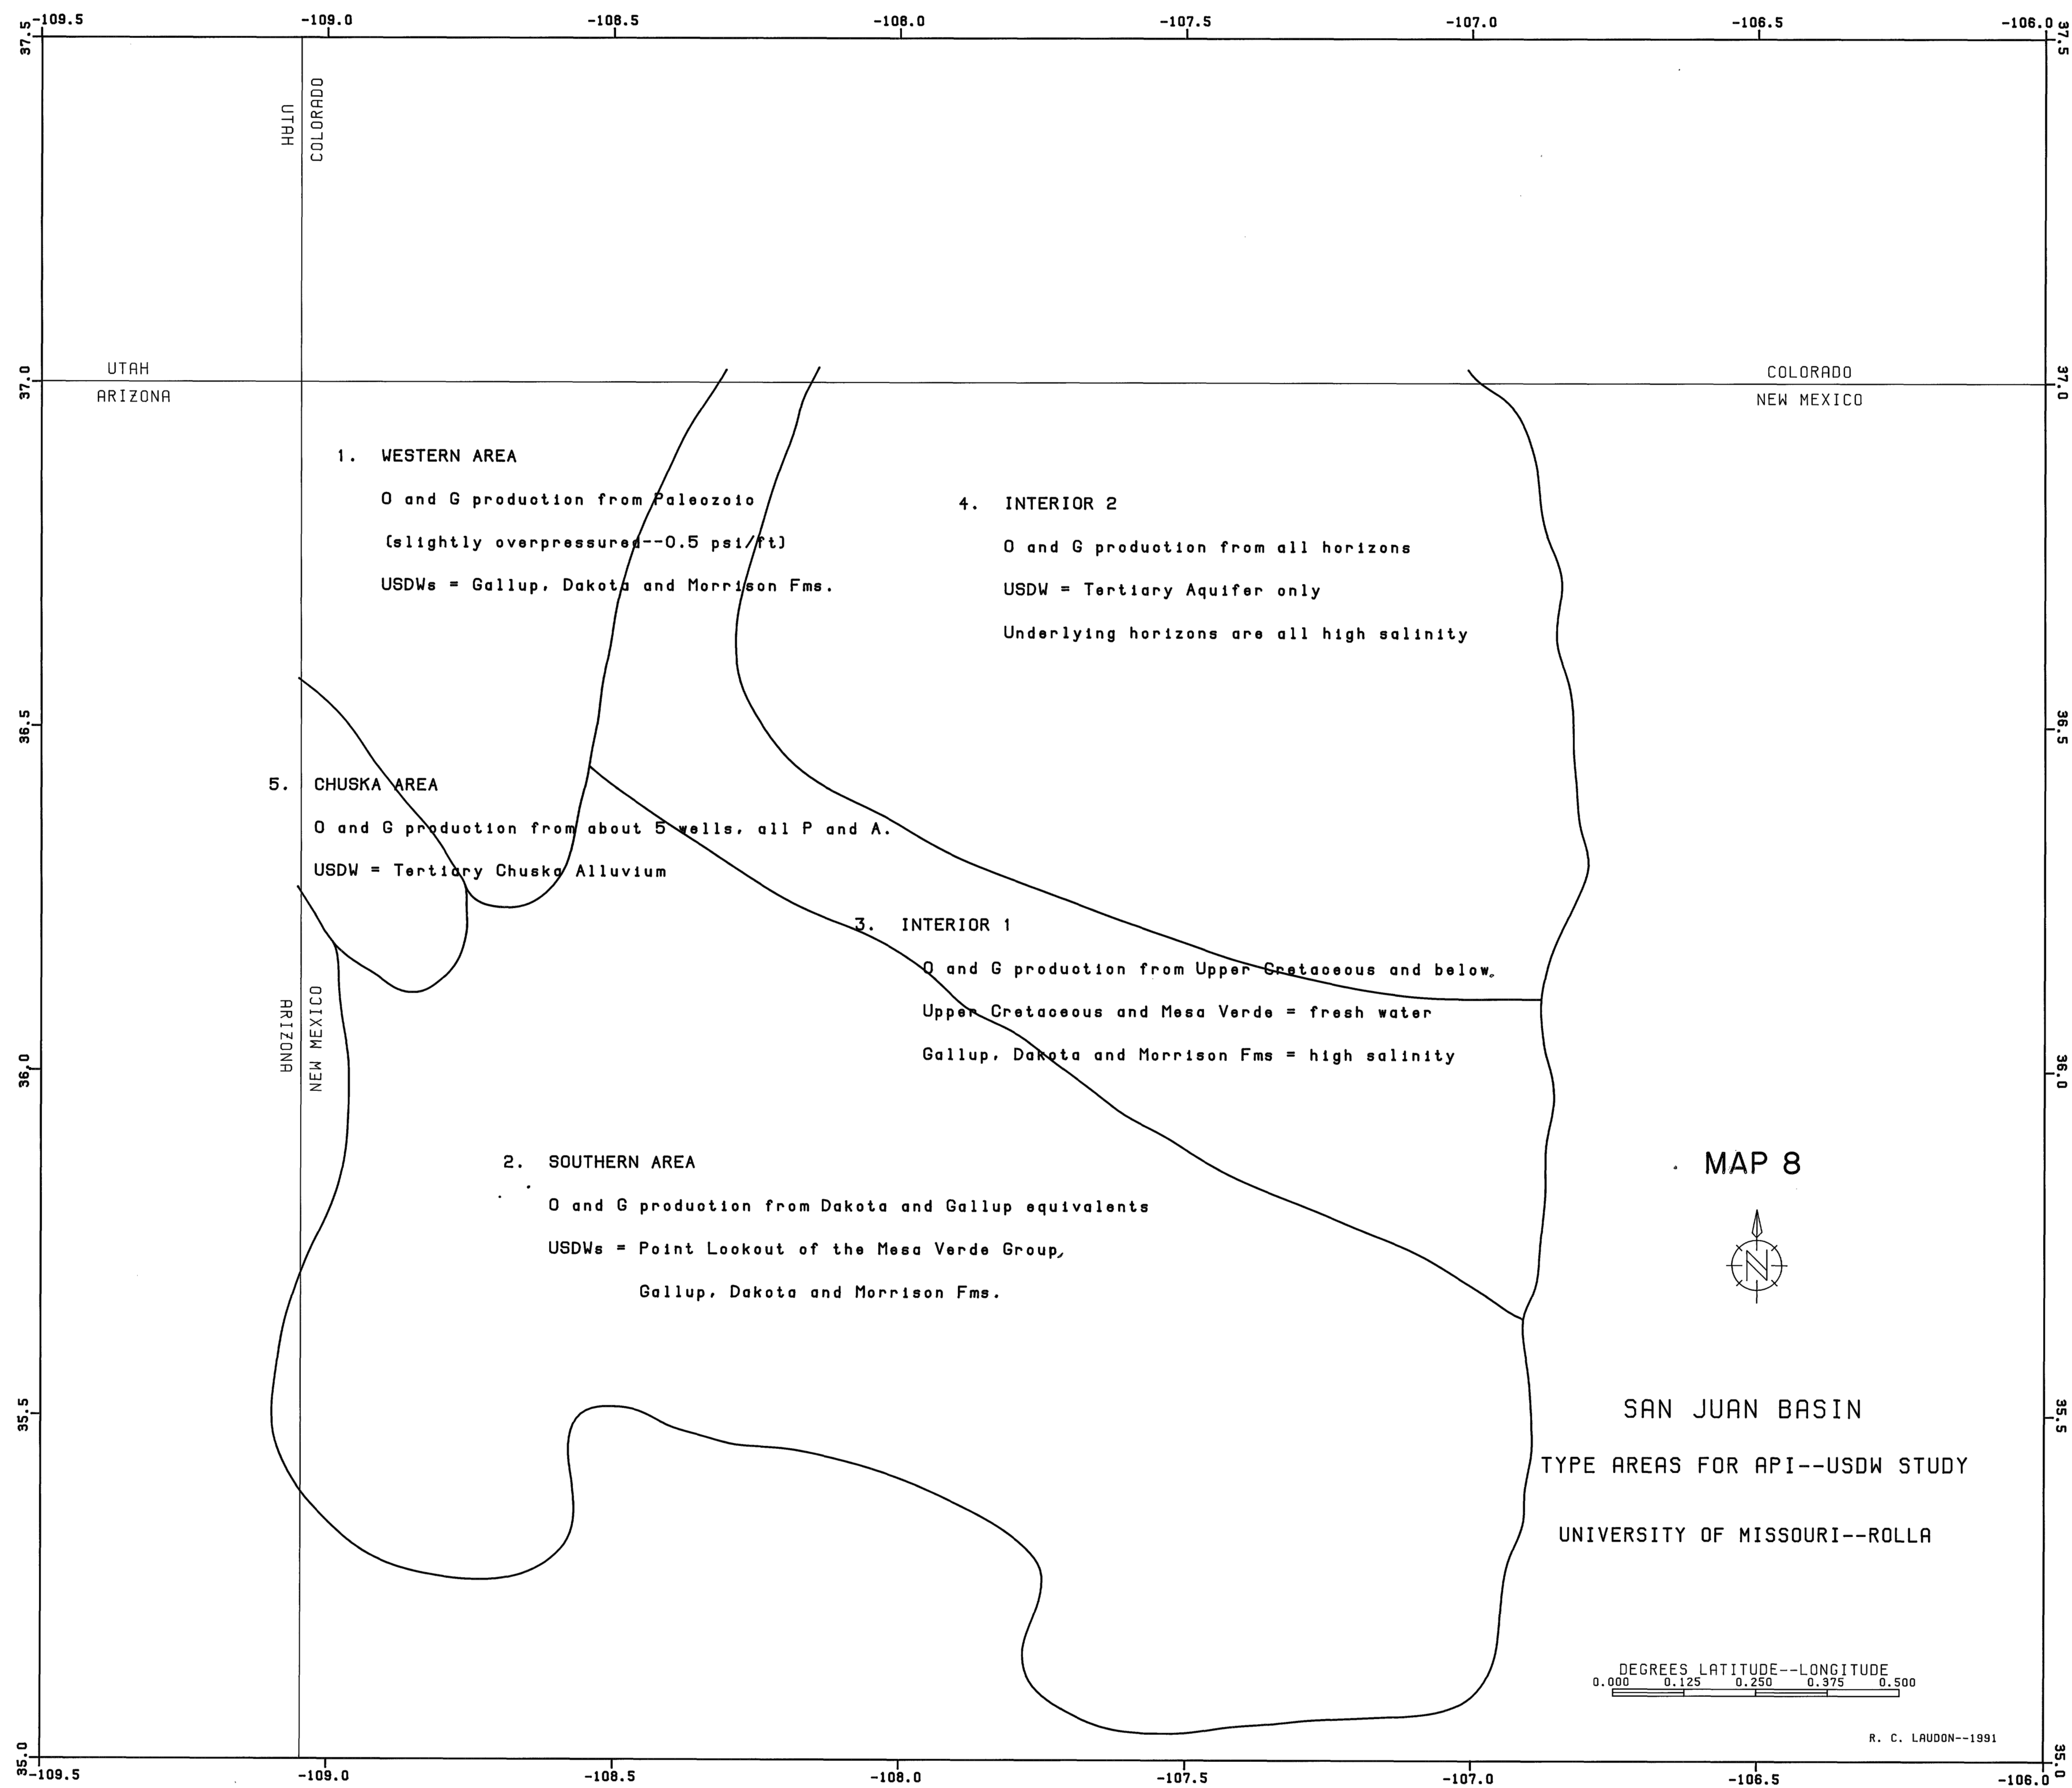 -109.5 -109.0 -108.5 -108.0 -107.5 -107.0 -106.5 -106.0
37.5 37.5
UTAH
COLORADO
37.0 37.0
UTAH
ARIZONA
COLORADO
NEW MEXICO
1. WESTERN AREA
O and G production from Paleozoic
(slightly overpressured--0.5 psi/ft)
USDWs = Gallup, Dakota and Morrison Fms.
4. INTERIOR 2
O and G production from all horizons
USDW = Tertiary Aquifer only
Underlying horizons are all high salinity
36.5 36.5
5. CHUSKA AREA
O and G production from about 5 wells, all P and A.
USDW = Tertiary Chuska Alluvium
3. INTERIOR 1
O and G production from Upper Cretaceous and below.
Upper Cretaceous and Mesa Verde = fresh water
Gallup, Dakota and Morrison Fms = high salinity
ARIZONA
NEW MEXICO
36.0 36.0
2. SOUTHERN AREA
O and G production from Dakota and Gallup equivalents
USDWs = Point Lookout of the Mesa Verde Group,
Gallup, Dakota and Morrison Fms.
MAP 8
N
35.5 35.5
SAN JUAN BASIN
TYPE AREAS FOR API--USDW STUDY
UNIVERSITY OF MISSOURI--ROLLA
DEGREES LATITUDE--LONGITUDE
0.000 0.125 0.250 0.375 0.500
R. C. LAUDON--1991
35.0 35.0
-109.5 -109.0 -108.5 -108.0 -107.5 -107.0 -106.5 -106.0